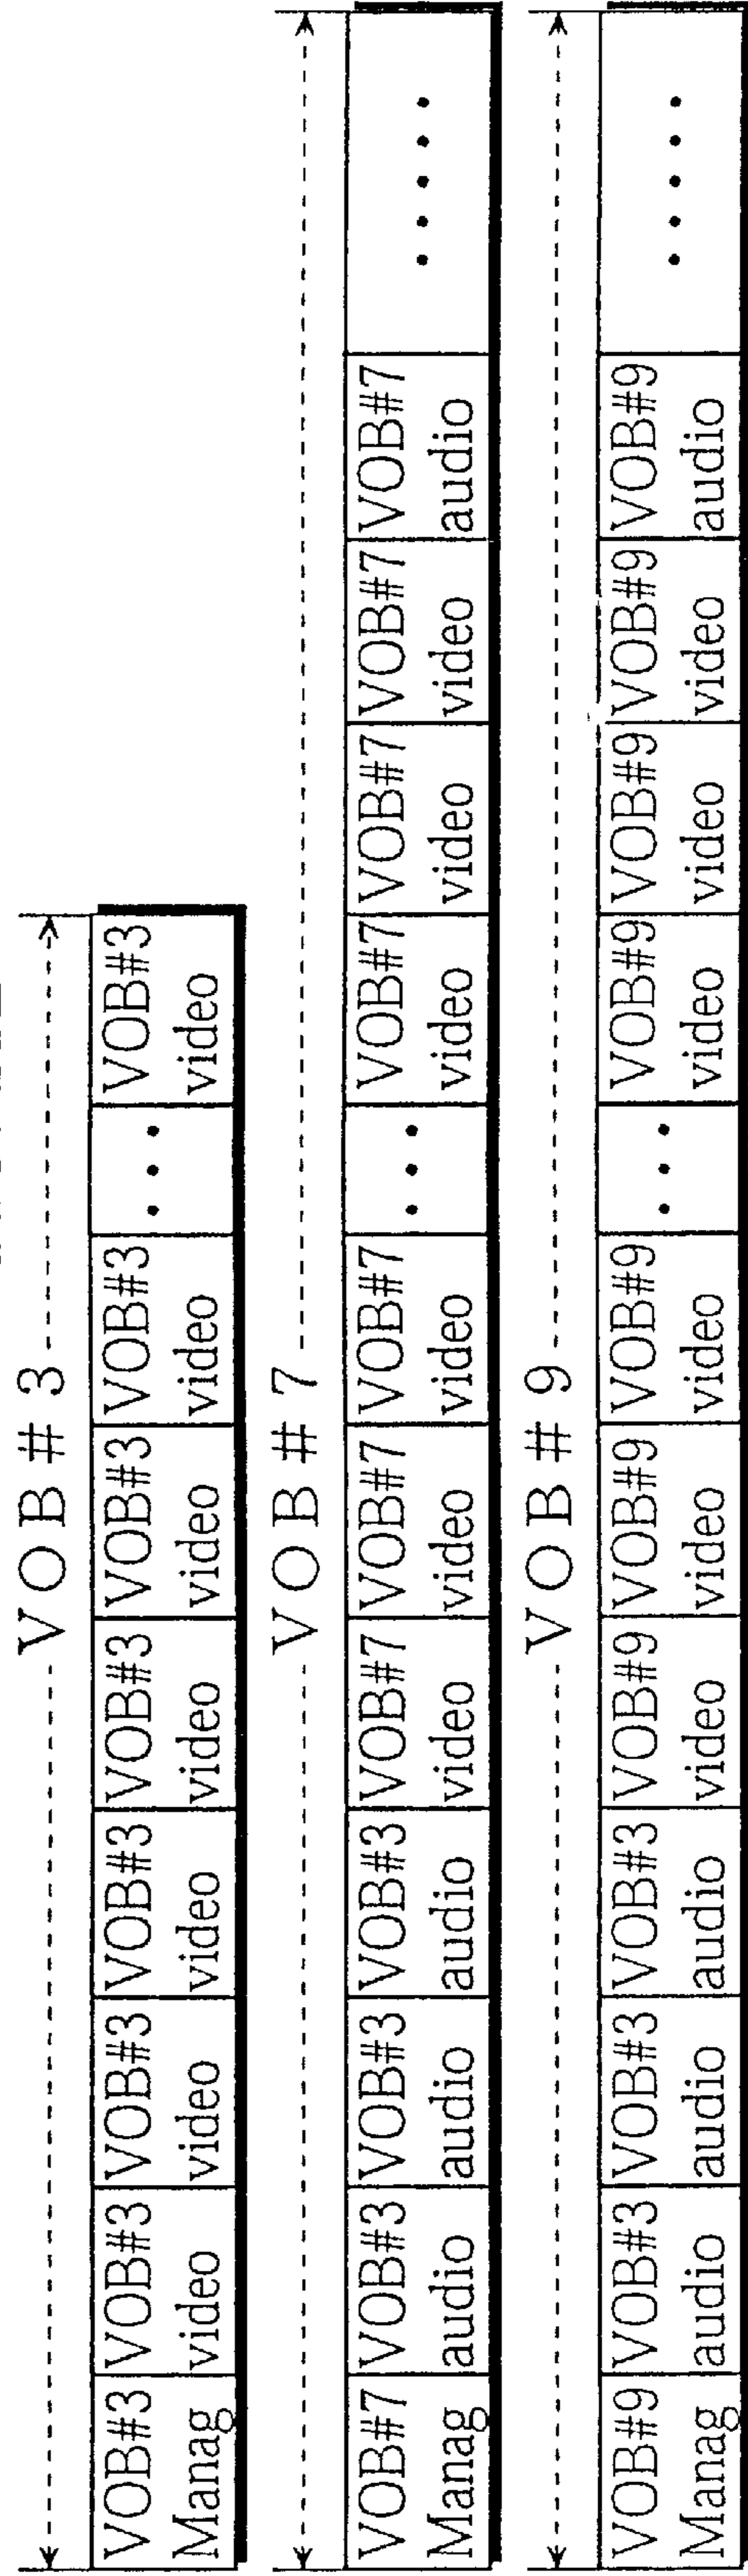 VOB#3
VOB#3 VOB#3 VOB#3 VOB#3 VOB#3 VOB#3 VOB#3 ... VOB#3
Manag video video video video video video video
VOB#7
VOB#7 VOB#3 VOB#3 VOB#3 VOB#7 VOB#7 VOB#7 ... VOB#7 VOB#7 VOB#7 VOB#7 .....
Manag audio audio audio video video video video video video audio
VOB#9
VOB#9 VOB#3 VOB#3 VOB#3 VOB#9 VOB#9 VOB#9 ... VOB#9 VOB#9 VOB#9 VOB#9 .....
Manag audio audio audio video video video video video video audio